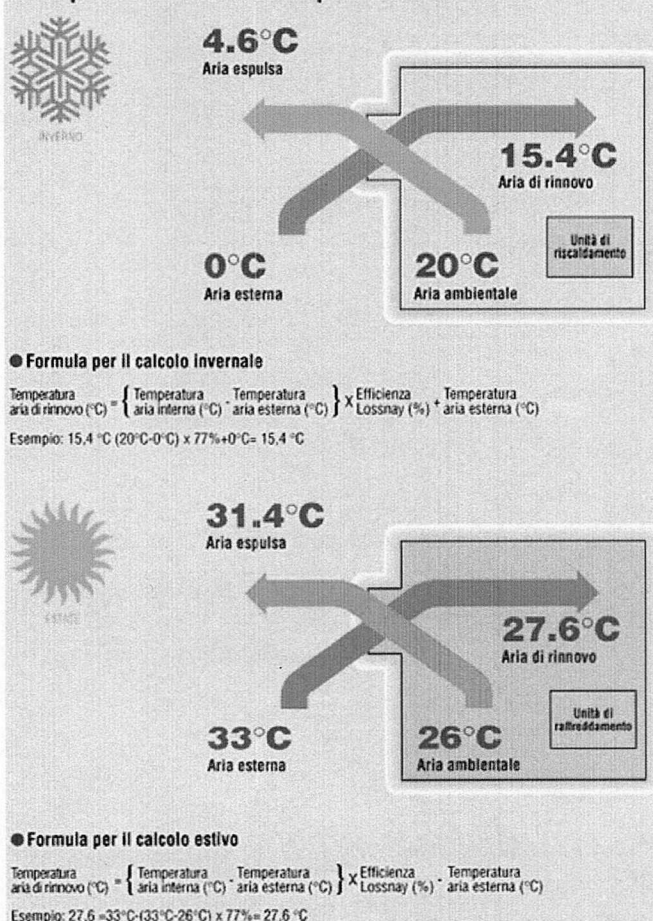 INVERNO
4.6°C
Aria espulsa
15.4°C
Aria di rinnovo
Unità di
riscaldamento
0°C
Aria esterna
20°C
Aria ambientale
● Formula per il calcolo invernale
Temperatura aria di rinnovo (°C) = { Temperatura aria interna (°C) - Temperatura aria esterna (°C) } X Efficienza Lossnay (%) + Temperatura aria esterna (°C)
Esempio: 15,4 °C (20°C-0°C) x 77%+0°C= 15,4 °C
31.4°C
Aria espulsa
ESTATE
27.6°C
Aria di rinnovo
Unità di
raffreddamento
33°C
Aria esterna
26°C
Aria ambientale
● Formula per il calcolo estivo
Temperatura aria di rinnovo (°C) = { Temperatura aria interna (°C) - Temperatura aria esterna (°C) } X Efficienza Lossnay (%) - Temperatura aria esterna (°C)
Esempio: 27,6 =33°C-(33°C-26°C) x 77%= 27,6 °C